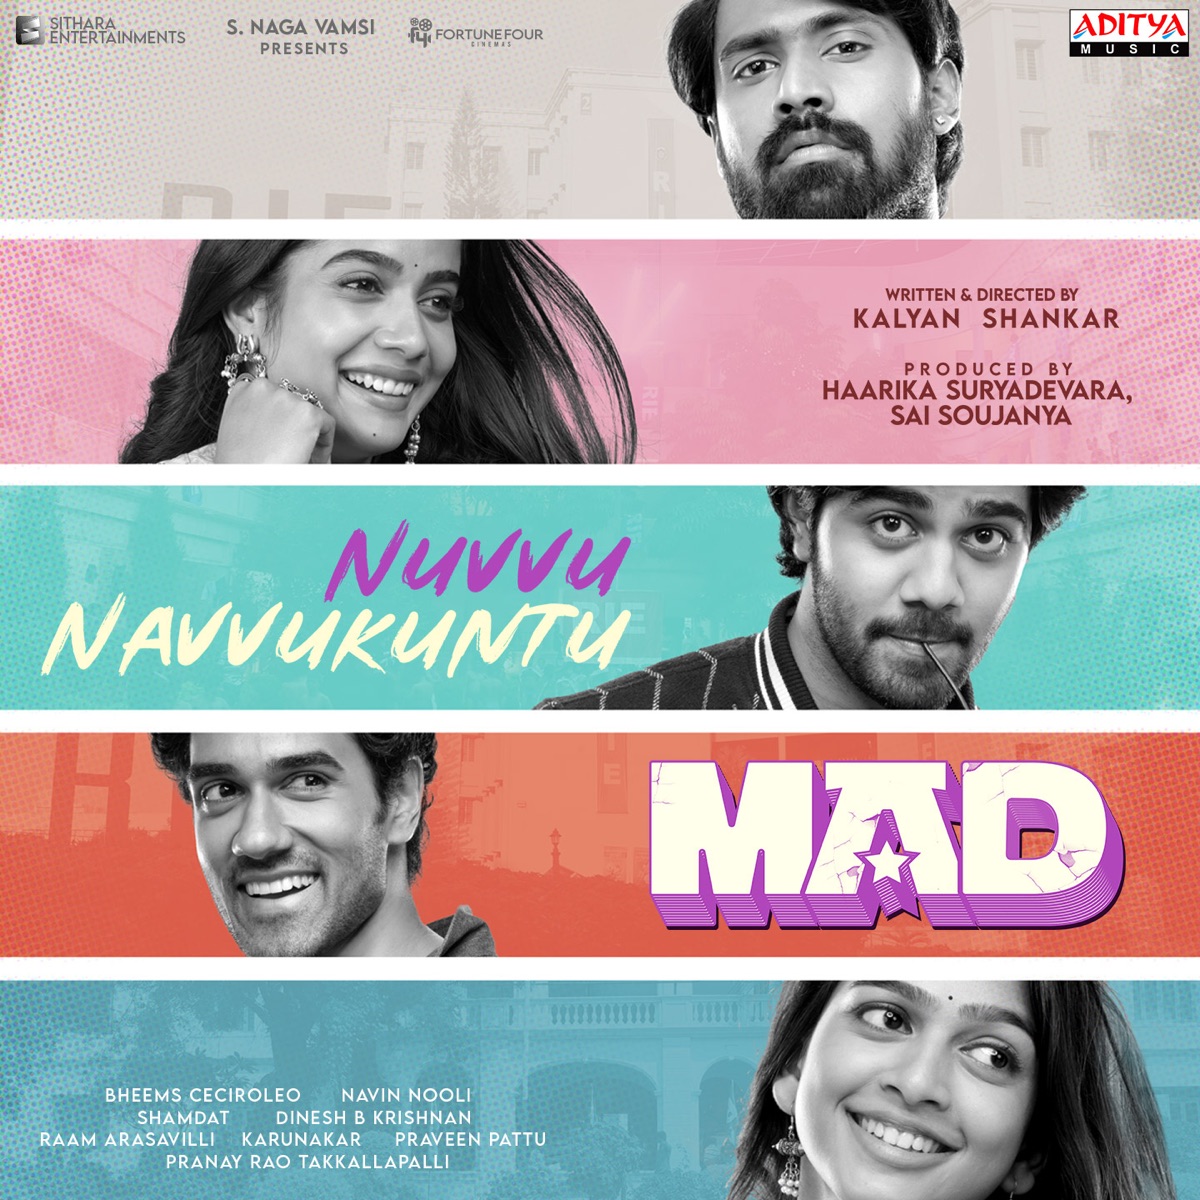 SITHARA
ENTERTAINMENTS
S. NAGA VAMSI
PRESENTS
FORTUNE FOUR
CINEMAS
ADITYA
MUSIC
WRITTEN & DIRECTED BY
KALYAN SHANKAR
PRODUCED BY
HAARIKA SURYADEVARA,
SAI SOUJANYA
NUVVU
NAVVUKUNTU
MAD
BHEEMS CECIROLEO NAVIN NOOLI
SHAMDAT DINESH B KRISHNAN
RAAM ARASAVILLI KARUNAKAR PRAVEEN PATTU
PRANAY RAO TAKKALLAPALLI